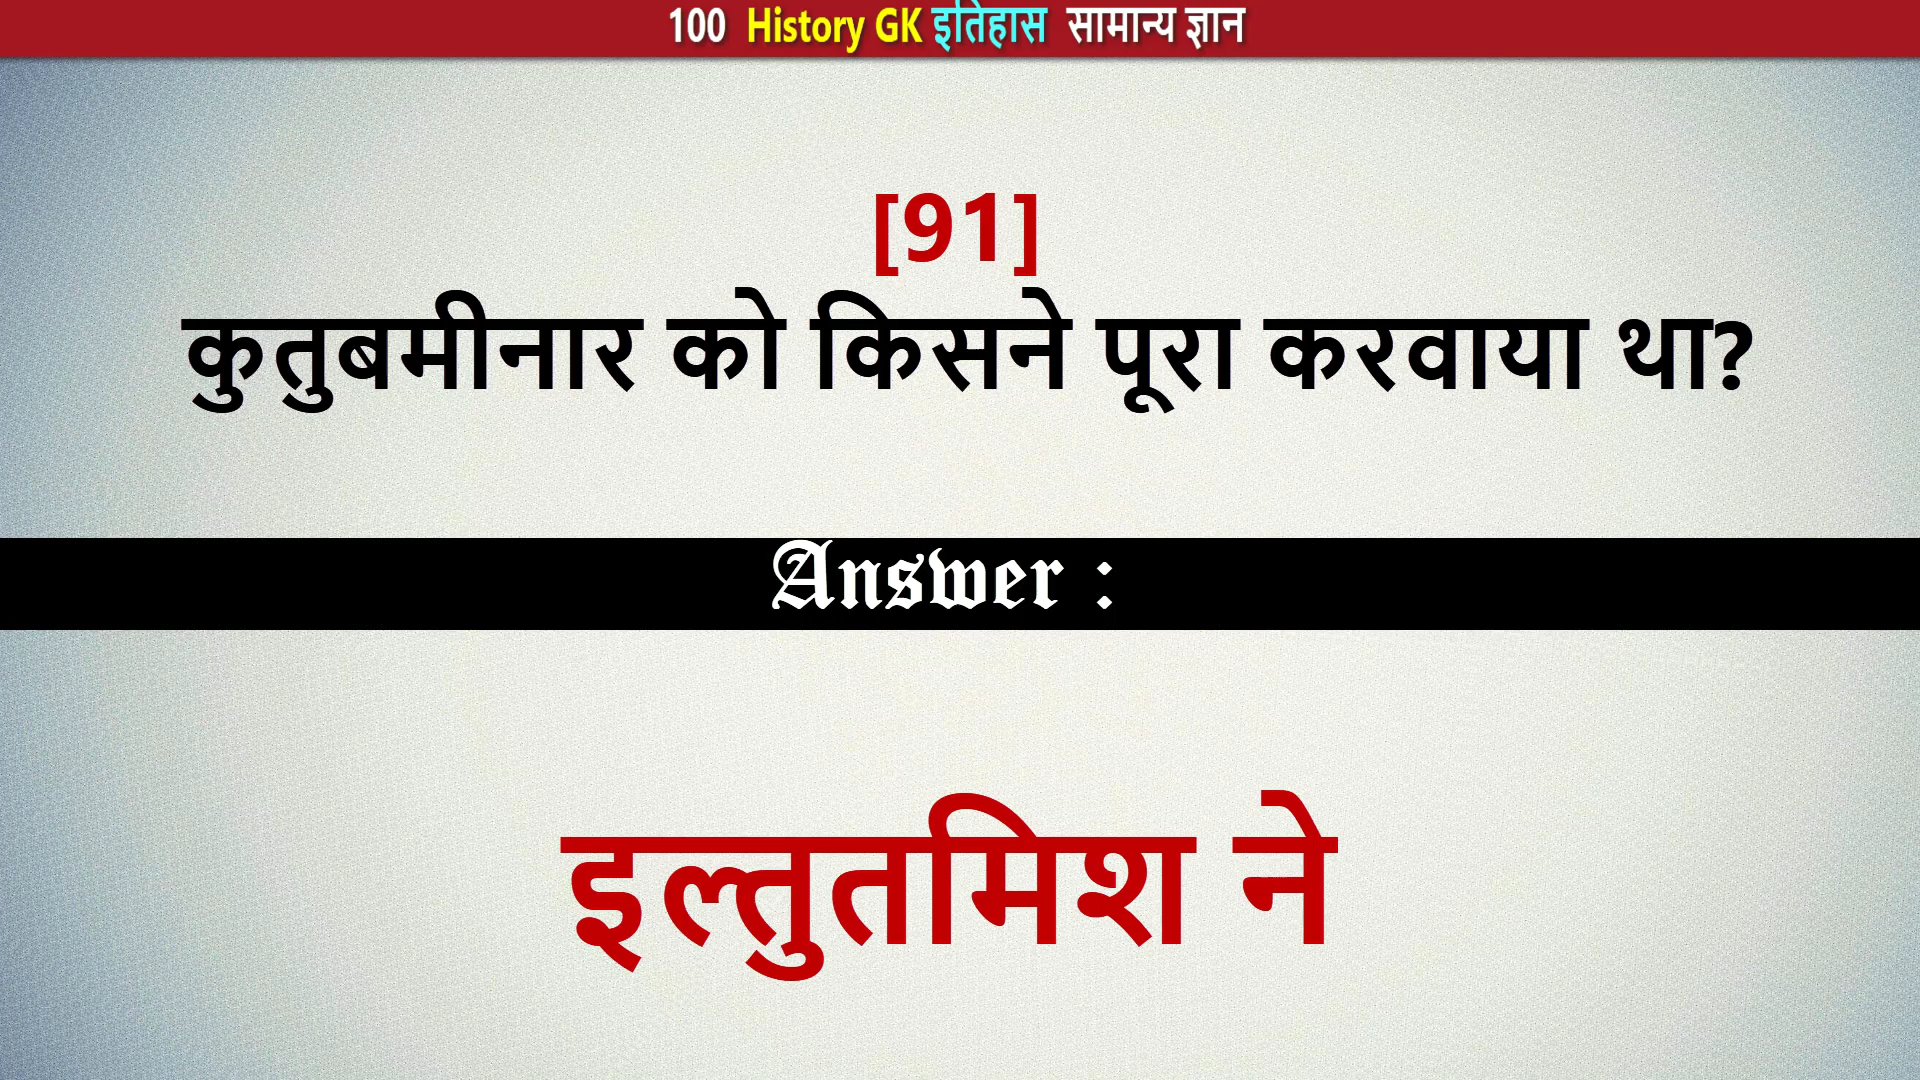 100 History GK इतिहास सामान्य ज्ञान
[91]
कुतुबमीनार को किसने पूरा करवाया था?
Answer :
इल्तुतमिश ने